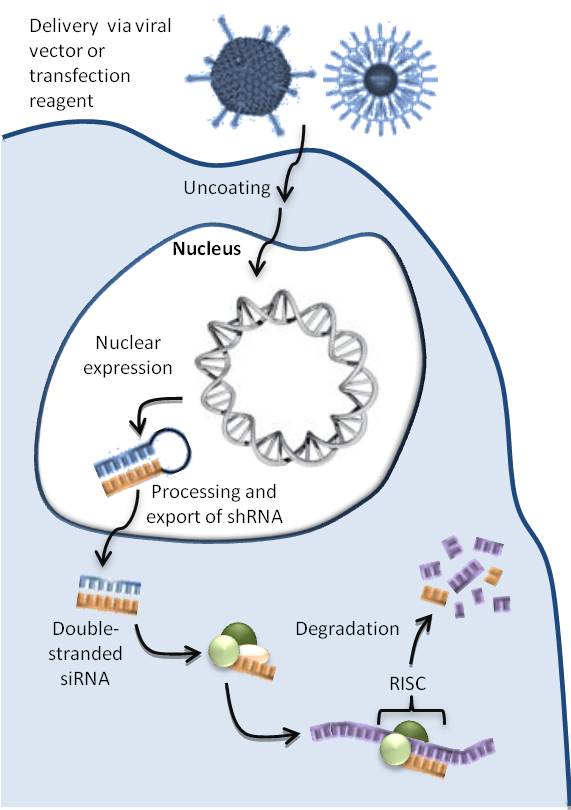 Delivery via viral
vector or
transfection
reagent
Uncoating
Nucleus
Nuclear
expression
Processing and
export of shRNA
Double-
stranded
siRNA
Degradation
RISC